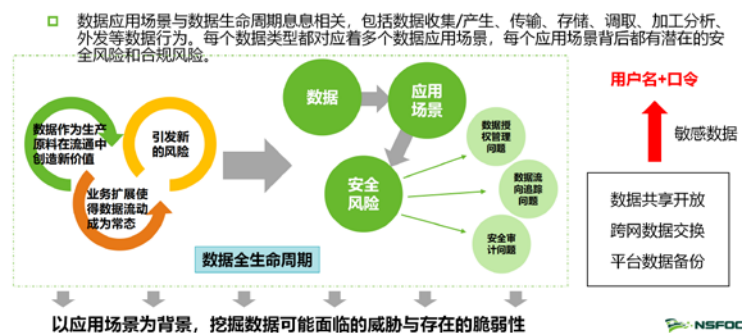 数据应用场景与数据生命周期息息相关，包括数据收集/产生、传输、存储、调取、加工分析、
外发等数据行为。每个数据类型都对应着多个数据应用场景，每个应用场景背后都有潜在的安
全风险和合规风险。
数据作为生产
原料在流通中
创造新价值
引发新
的风险
业务扩展使
得数据流动
成为常态
数据
应用
场景
安全
风险
数据授
权管理
问题
数据流
向追踪
问题
安全审
计问题
数据全生命周期
用户名+口令
敏感数据
数据共享开放
跨网数据交换
平台数据备份
以应用场景为背景，挖掘数据可能面临的威胁与存在的脆弱性
NSFOC